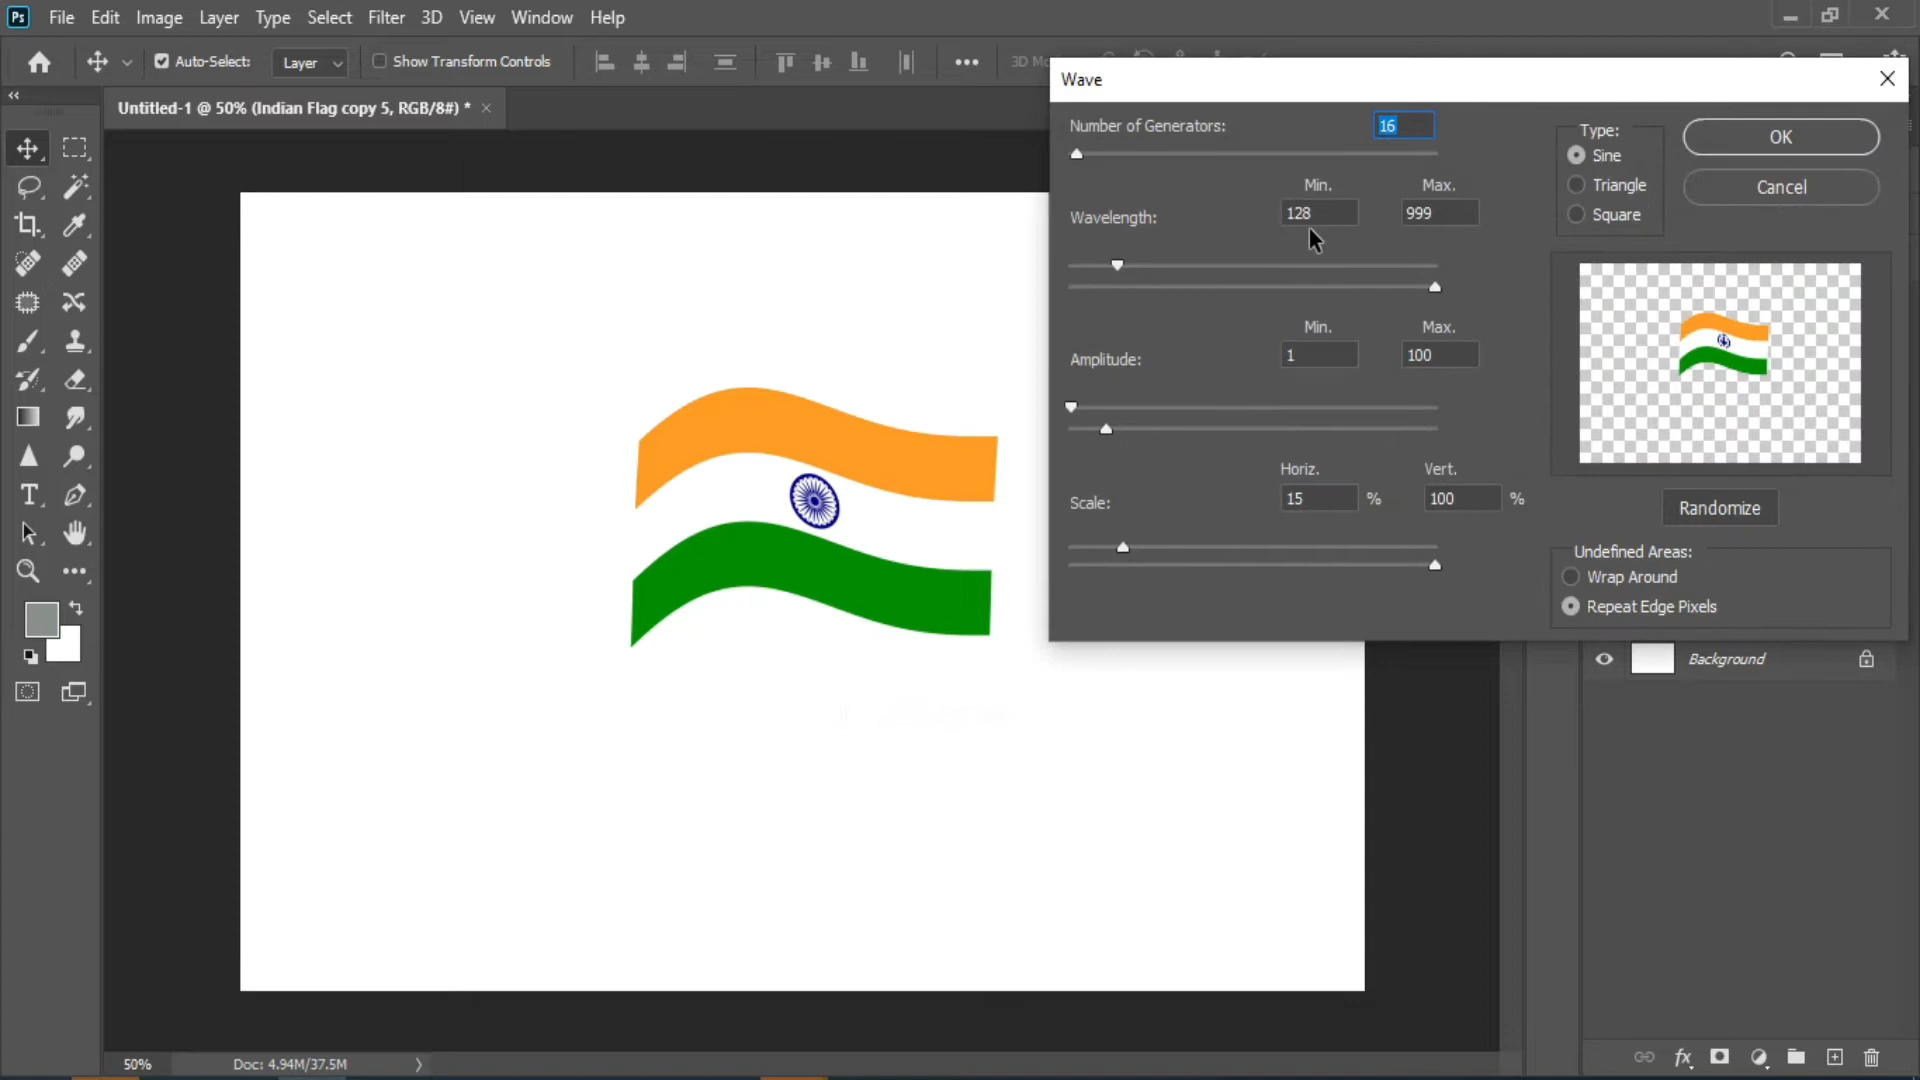 Ps File Edit Image Layer Type Select Filter 3D View Window Help
Auto-Select: Layer Show Transform Controls
Untitled-1 @ 50% (Indian Flag copy 5, RGB/8#) *
Wave
Number of Generators: 16
Min. Max.
Wavelength: 128 999
Min. Max.
Amplitude: 1 100
Horiz. Vert.
Scale: 15 % 100 %
Type:
Sine
Triangle
Square
OK
Cancel
Randomize
Undefined Areas:
Wrap Around
Repeat Edge Pixels
Background
50% Doc: 4.94M/37.5M